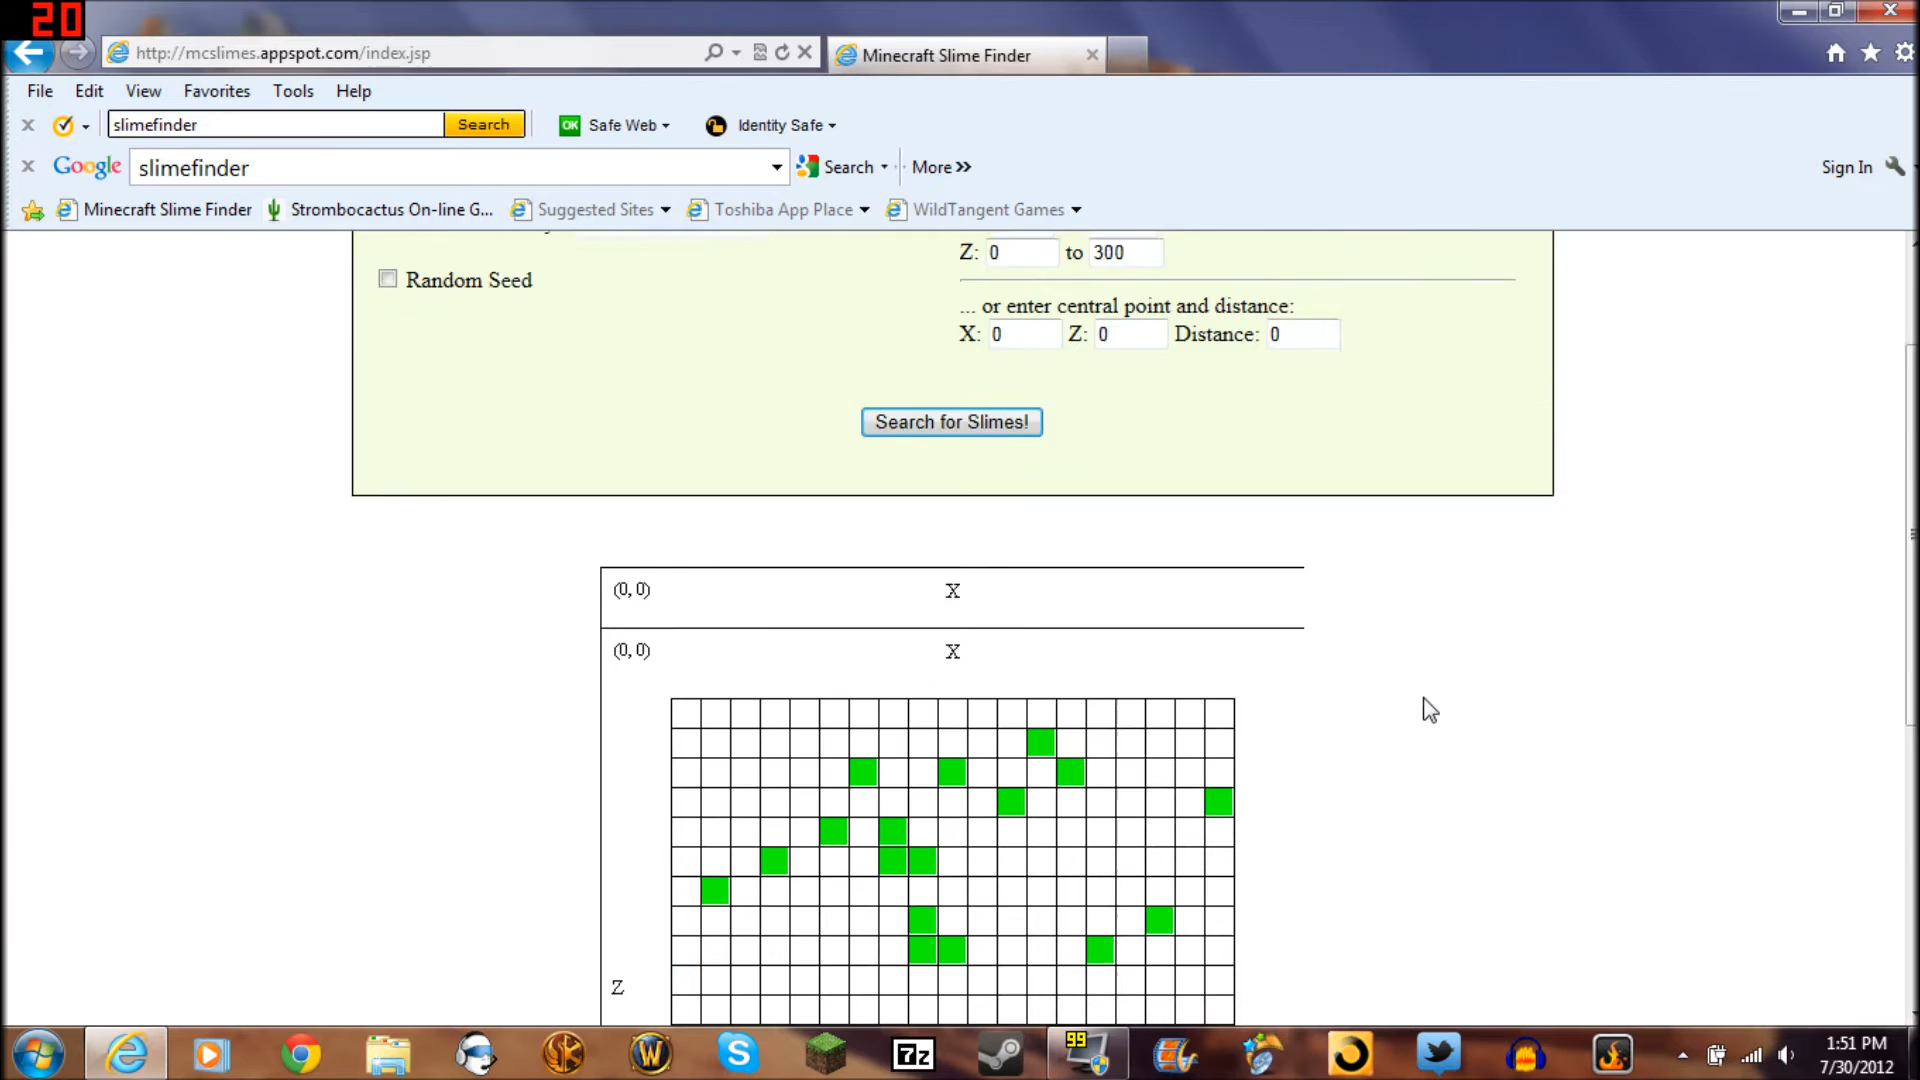 20
http://mcslimes.appspot.com/index.jsp
Minecraft Slime Finder
File Edit View Favorites Tools Help
slimefinder Search OK Safe Web Identity Safe
Google slimefinder Search More Sign In
Minecraft Slime Finder Strombocactus On-line G... Suggested Sites Toshiba App Place WildTangent Games
Z: 0 to 300
Random Seed
... or enter central point and distance:
X: 0 Z: 0 Distance: 0
Search for Slimes!
(0, 0) X
(0, 0) X
Z
7z
99
1:51 PM
7/30/2012